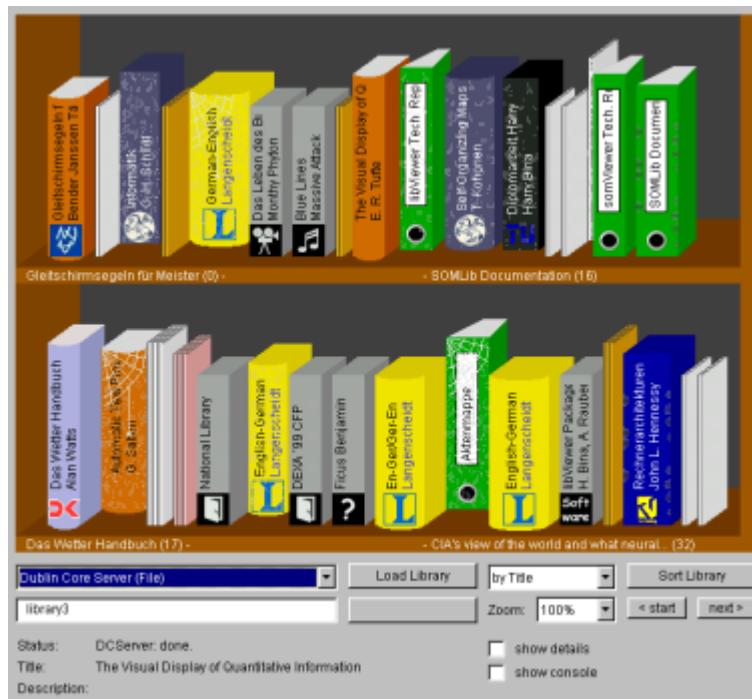 Gleitschirmsegeln f
Bender Janssen Tä
Informatik
German-English
Langenscheidt
Das Leben des Br
Monthy Phyton
Blue Lines
Massive Attack
The Visual Display of Q
E. R. Tufte
libViewer Tech. Rep
Self-Organizing Maps
T. Kohonen
Diplomarbeit Harry
Harry Birna
somViewer Tech. Re
SOMLib Documen
Gleitschirmsegeln für Meister (0) -
- SOMLib Documentation (16)
Das Wetter Handbuch
Alan Watts
Automatic Text Proc
G. Salton
National Library
English-German
Langenscheidt
DEXA '99 CFP
Ficus Benjamin
?
En-Ger/Ger-En
Langenscheidt
Aktenmappe
English-German
Langenscheidt
libViewer Package
H. Birna, A. Rauber
Soft
ware
Rechnerarchitekturen
John L. Hennessy
Das Wetter Handbuch (17) -
- CIA's view of the world and what neural... (32)
Dublin Core Server (File)
Load Library
by Title
Sort Library
library3
Zoom:
100%
< start
next >
Status:
DCServer: done.
show details
Title:
The Visual Display of Quantitative Information
show console
Description: